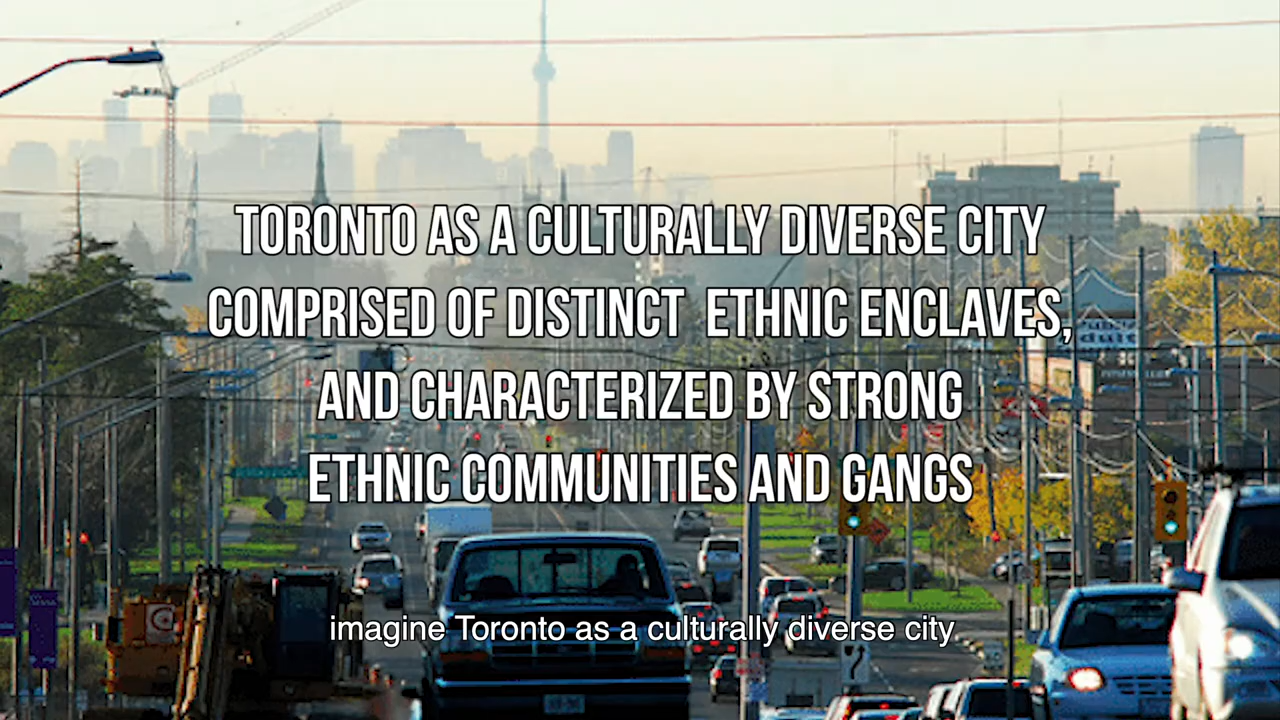 TORONTO AS A CULTURALLY DIVERSE CITY
COMPRISED OF DISTINCT ETHNIC ENCLAVES,
AND CHARACTERIZED BY STRONG
ETHNIC COMMUNITIES AND GANGS
imagine Toronto as a culturally diverse city